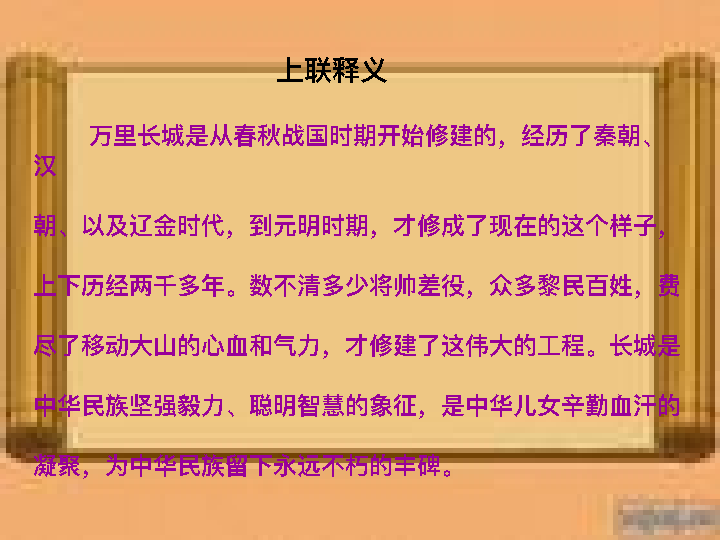 上联释义
万里长城是从春秋战国时期开始修建的，经历了秦朝、
汉
朝、以及辽金时代，到元明时期，才修成了现在的这个样子，
上下历经两千多年。数不清多少将帅差役，众多黎民百姓，费
尽了移动大山的心血和气力，才修建了这伟大的工程。长城是
中华民族坚强毅力、聪明智慧的象征，是中华儿女辛勤血汗的
凝聚，为中华民族留下永远不朽的丰碑。